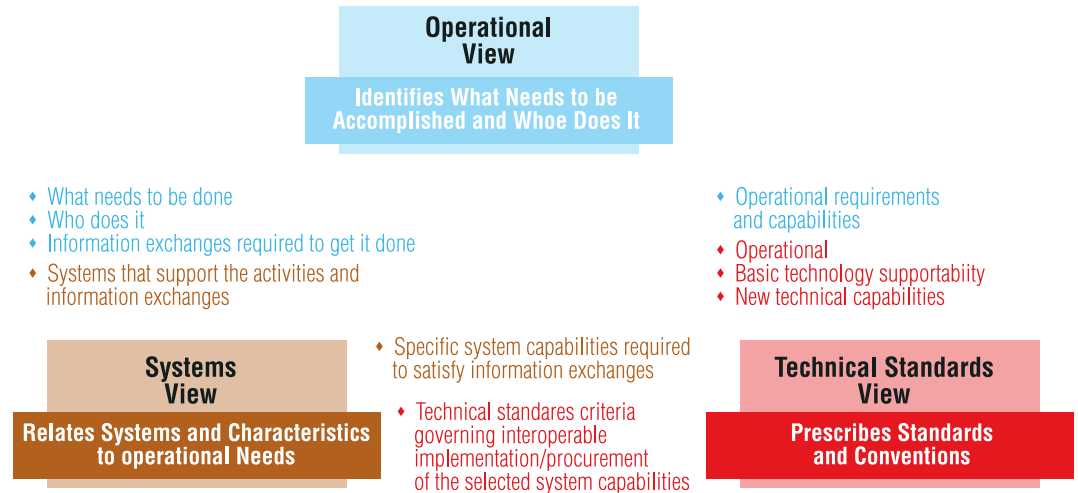 Operational
View
Identifies What Needs to be
Accomplished and Whoe Does It
♦ What needs to be done
♦ Who does it
♦ Information exchanges required to get it done
♦ Systems that support the activities and
information exchanges
♦ Operational requirements
and capabilities
♦ Operational
♦ Basic technology supportabiity
♦ New technical capabilities
Systems
View
Relates Systems and Characteristics
to operational Needs
♦ Specific system capabilities required
to satisfy information exchanges
♦ Technical standares criteria
governing interoperable
implementation/procurement
of the selected system capabilities
Technical Standards
View
Prescribes Standards
and Conventions